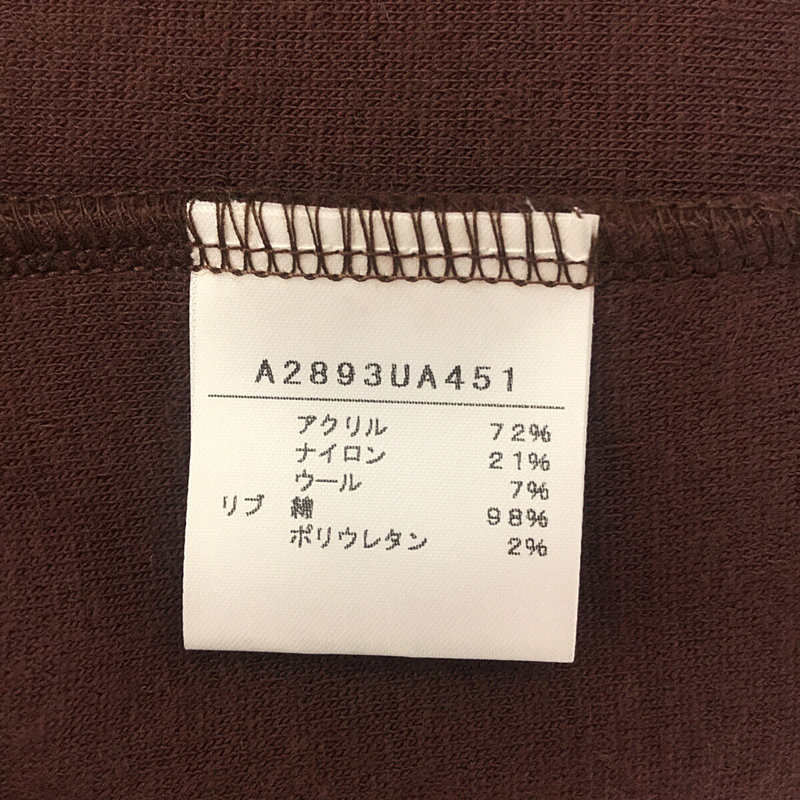 A2893UA451
アクリル 72%
ナイロン 21%
ウール 7%
リブ 綿 98%
ポリウレタン 2%